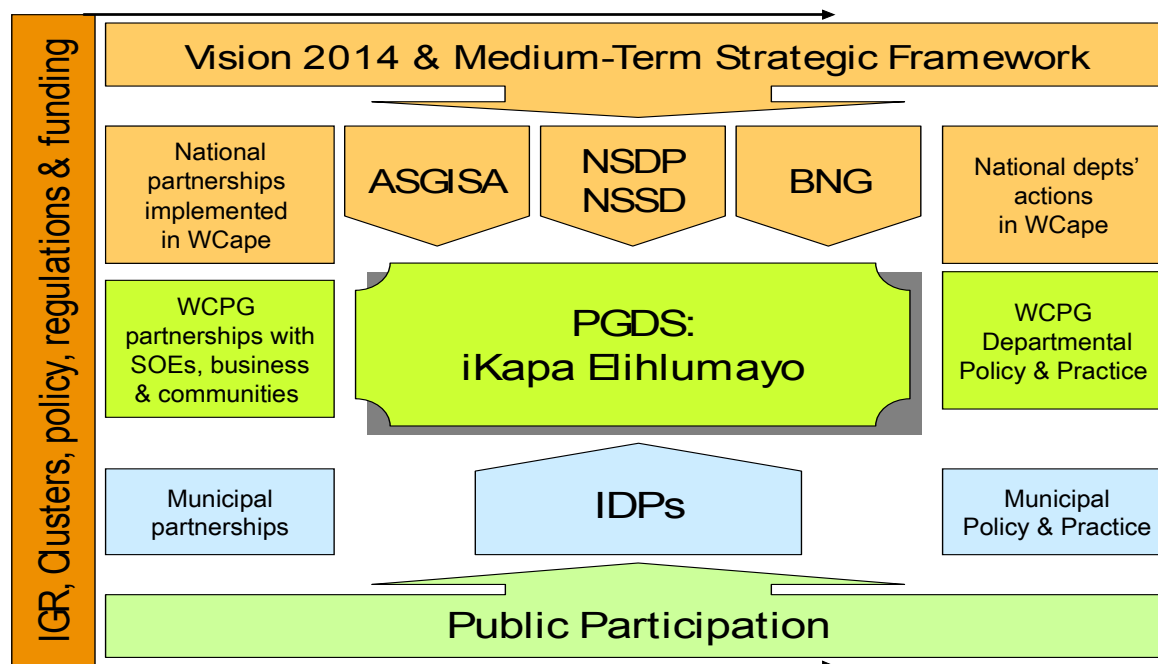 IGR, Clusters, policy, regulations & funding
Vision 2014 & Medium-Term Strategic Framework
National
partnerships
implemented
in WCape
ASGISA
NSDP
NSSD
BNG
National depts'
actions
in WCape
WCPG
partnerships with
SOEs, business
& communities
PGDS:
iKapa Elihlumayo
WCPG
Departmental
Policy & Practice
Municipal
partnerships
IDPs
Municipal
Policy & Practice
Public Participation